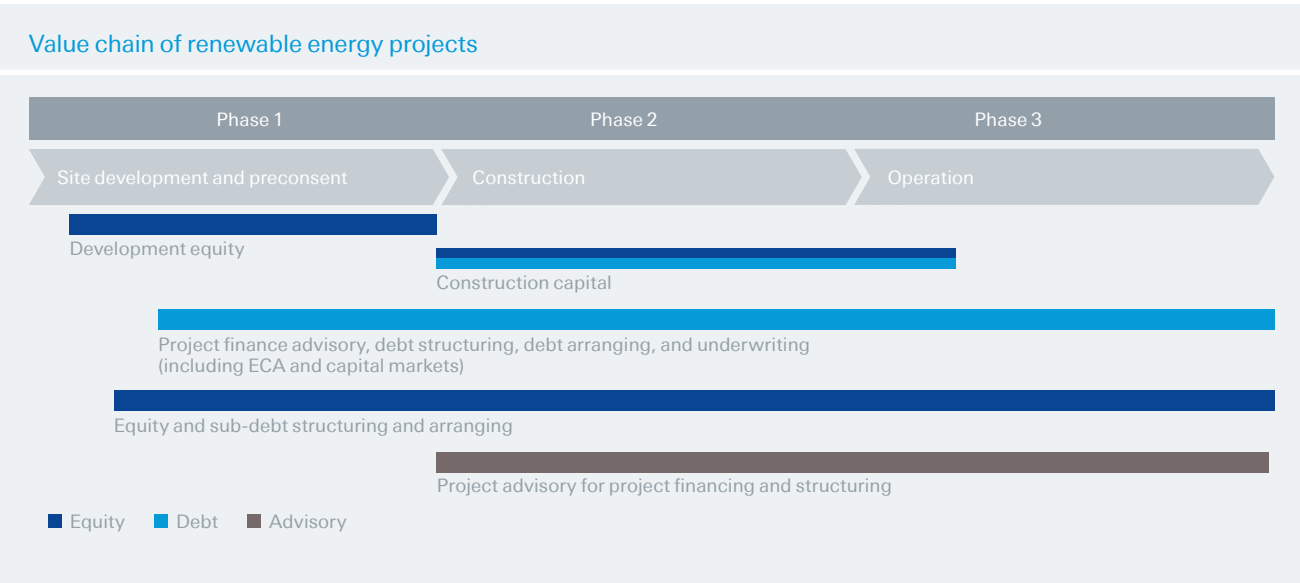 Value chain of renewable energy projects
Phase 1
Phase 2
Phase 3
Site development and preconsent
Construction
Operation
Development equity
Construction capital
Project finance advisory, debt structuring, debt arranging, and underwriting
(including ECA and capital markets)
Equity and sub-debt structuring and arranging
Project advisory for project financing and structuring
Equity
Debt
Advisory